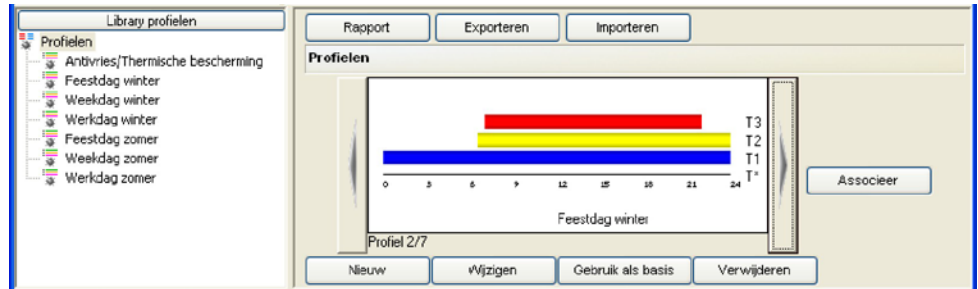 Library profielen
Profielen
Antivries/Thermische bescherming
Feestdag winter
Weekdag winter
Werkdag winter
Feestdag zomer
Weekdag zomer
Werkdag zomer
Rapport Exporteren Importeren
Profielen
T3
T2
T1
T°
0 3 6 9 12 15 18 21 24
Feestdag winter
Associeer
Profiel 2/7
Nieuw Wijzigen Gebruik als basis Verwijderen